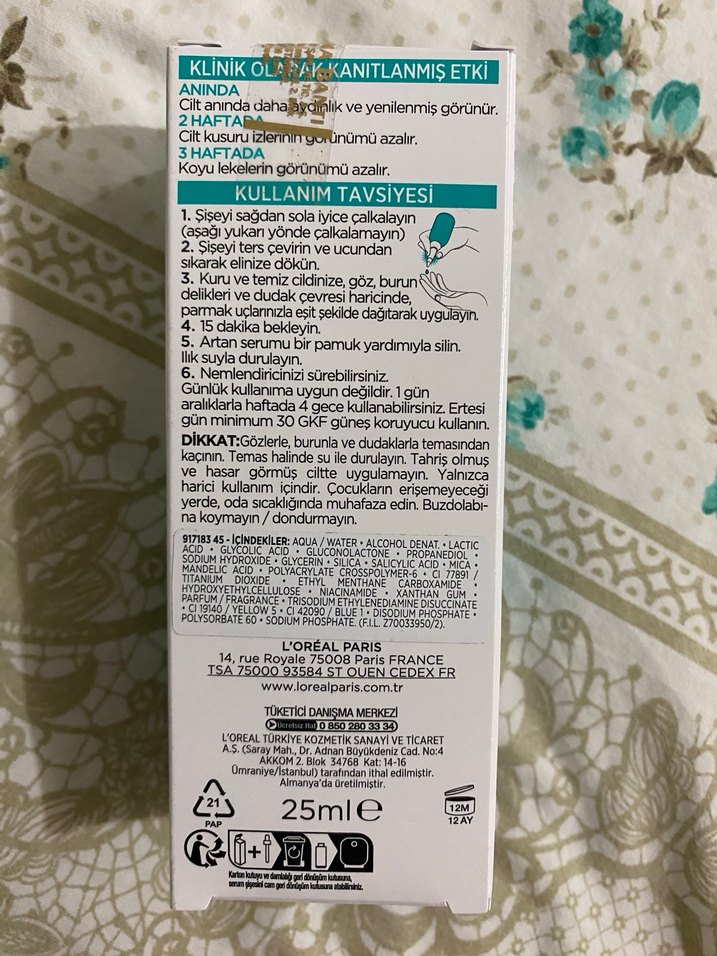 KLİNİK OLARAK KANITLANMIŞ ETKİ
ANINDA
Cilt anında daha aydınlık ve yenilenmiş görünür.
2 HAFTADA
Cilt kusuru izlerinin görünümü azalır.
3 HAFTADA
Koyu lekelerin görünümü azalır.
KULLANIM TAVSİYESİ
1. Şişeyi sağdan sola iyice çalkalayın
(aşağı yukarı yönde çalkalamayın)
2. Şişeyi ters çevirin ve ucundan
sıkarak elinize dökün.
3. Kuru ve temiz cildinize, göz, burun
delikleri ve dudak çevresi haricinde,
parmak uçlarınızla eşit şekilde dağıtarak uygulayın.
4. 15 dakika bekleyin.
5. Artan serumu bir pamuk yardımıyla silin.
Ilık suyla durulayın.
6. Nemlendiricinizi sürebilirsiniz.
Günlük kullanıma uygun değildir. 1 gün
aralıklarla haftada 4 gece kullanabilirsiniz. Ertesi
gün minimum 30 GKF güneş koruyucu kullanın.
DİKKAT:Gözlerle, burunla ve dudaklarla temasından
kaçının. Temas halinde su ile durulayın. Tahriş olmuş
ve hasar görmüş ciltte uygulamayın. Yalnızca
harici kullanım içindir. Çocukların erişemeyeceği
yerde, oda sıcaklığında muhafaza edin. Buzdolabı-
na koymayın / dondurmayın.
917183 45 - İÇİNDEKİLER: AQUA / WATER • ALCOHOL DENAT. • LACTIC
ACID • GLYCOLIC ACID • GLUCONOLACTONE • PROPANEDIOL •
SODIUM HYDROXIDE • GLYCERIN • SILICA • SALICYLIC ACID • MICA •
MANDELIC ACID • POLYACRYLATE CROSSPOLYMER-6 • CI 77891 /
TITANIUM DIOXIDE • ETHYL MENTHANE CARBOXAMIDE •
HYDROXYETHYLCELLULOSE • NIACINAMIDE • XANTHAN GUM •
PARFUM / FRAGRANCE • TRISODIUM ETHYLENEDIAMINE DISUCCINATE
• CI 19140 / YELLOW 5 • CI 42090 / BLUE 1 • DISODIUM PHOSPHATE •
POLYSORBATE 60 • SODIUM PHOSPHATE. (F.I.L. Z70033950/2).
L'ORÉAL PARIS
14, rue Royale 75008 Paris FRANCE
TSA 75000 93584 ST OUEN CEDEX FR
www.lorealparis.com.tr
TÜKETİCİ DANIŞMA MERKEZİ
Ücretsiz Hat 0 850 280 33 34
L'ORÉAL TÜRKİYE KOZMETİK SANAYİ VE TİCARET
A.Ş. (Saray Mah., Dr. Adnan Büyükdeniz Cad. No:4
AKKOM 2. Blok 34768 Kat: 14-16
Ümraniye/İstanbul) tarafından ithal edilmiştir.
Almanya'da üretilmiştir.
21
PAP
25ml e
12M
12 AY
Karton kutuyu ve damlalığı geri dönüşüm kutusuna,
serum şişesini cam geri dönüşüm kutusuna atabilirsiniz.